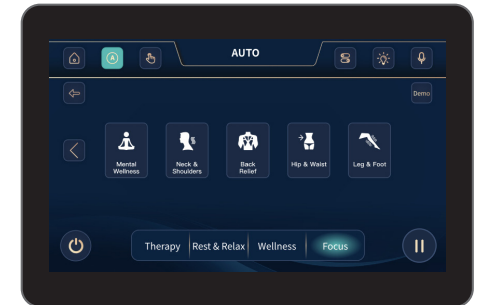 AUTO
A
Demo
Mental
Wellness
Neck &
Shoulders
Back
Relief
Hip & Waist
Leg & Foot
Therapy
Rest & Relax
Wellness
Focus